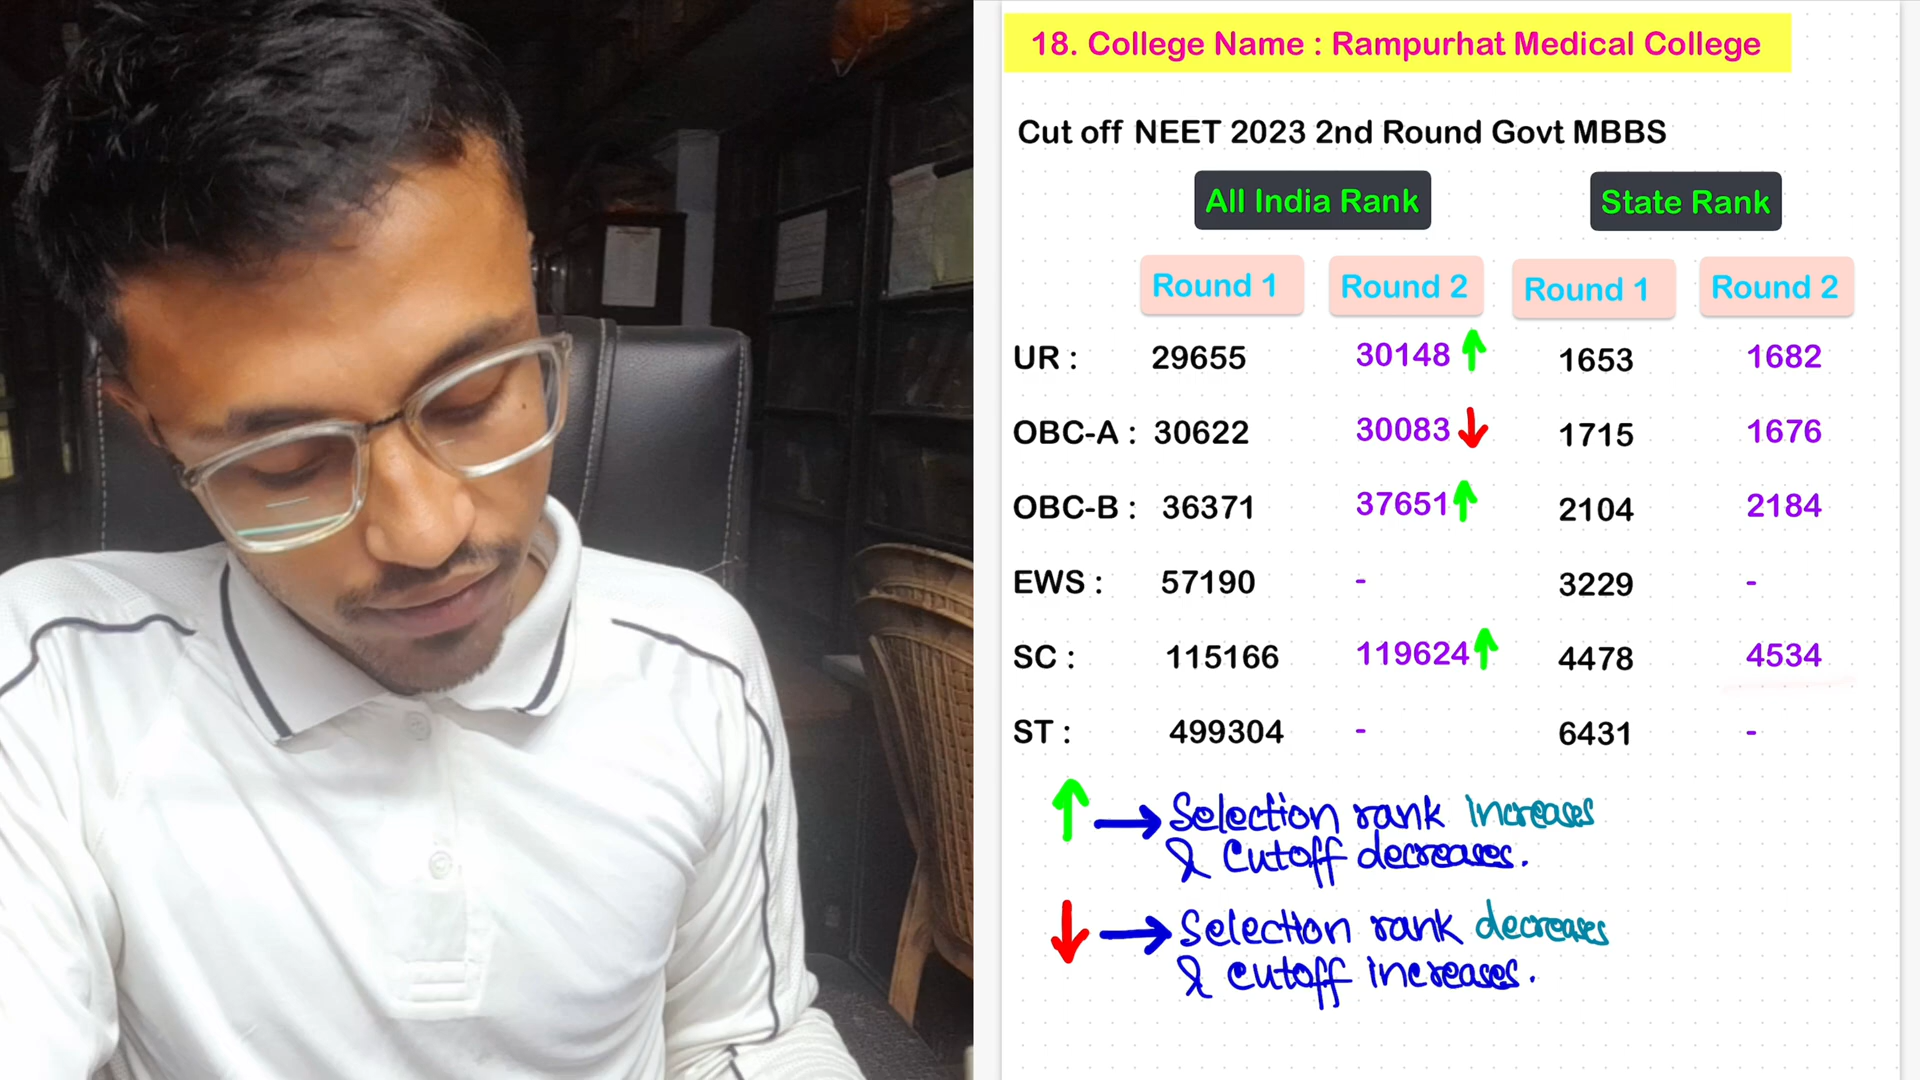 18. College Name : Rampurhat Medical College
Cut off NEET 2023 2nd Round Govt MBBS
All India Rank State Rank
Round 1 Round 2 Round 1 Round 2
UR : 29655 30148 ↑ 1653 1682
OBC-A : 30622 30083 ↓ 1715 1676
OBC-B : 36371 37651 ↑ 2104 2184
EWS : 57190 - 3229 -
SC : 115166 119624 ↑ 4478 4534
ST : 499304 - 6431 -
↑ → Selection rank increases
& Cutoff decreases.
↓ → Selection rank decreases
& cutoff increases.